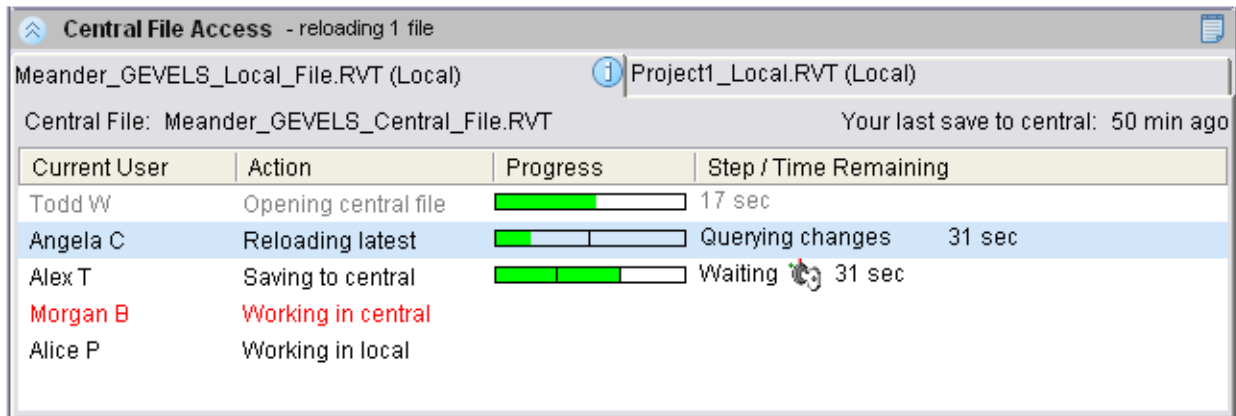 Central File Access - reloading 1 file
Meander_GEVELS_Local_File.RVT (Local) Project1_Local.RVT (Local)
Central File: Meander_GEVELS_Central_File.RVT Your last save to central: 50 min ago
Current User Action Progress Step / Time Remaining
Todd W Opening central file 17 sec
Angela C Reloading latest Querying changes 31 sec
Alex T Saving to central Waiting 31 sec
Morgan B Working in central
Alice P Working in local